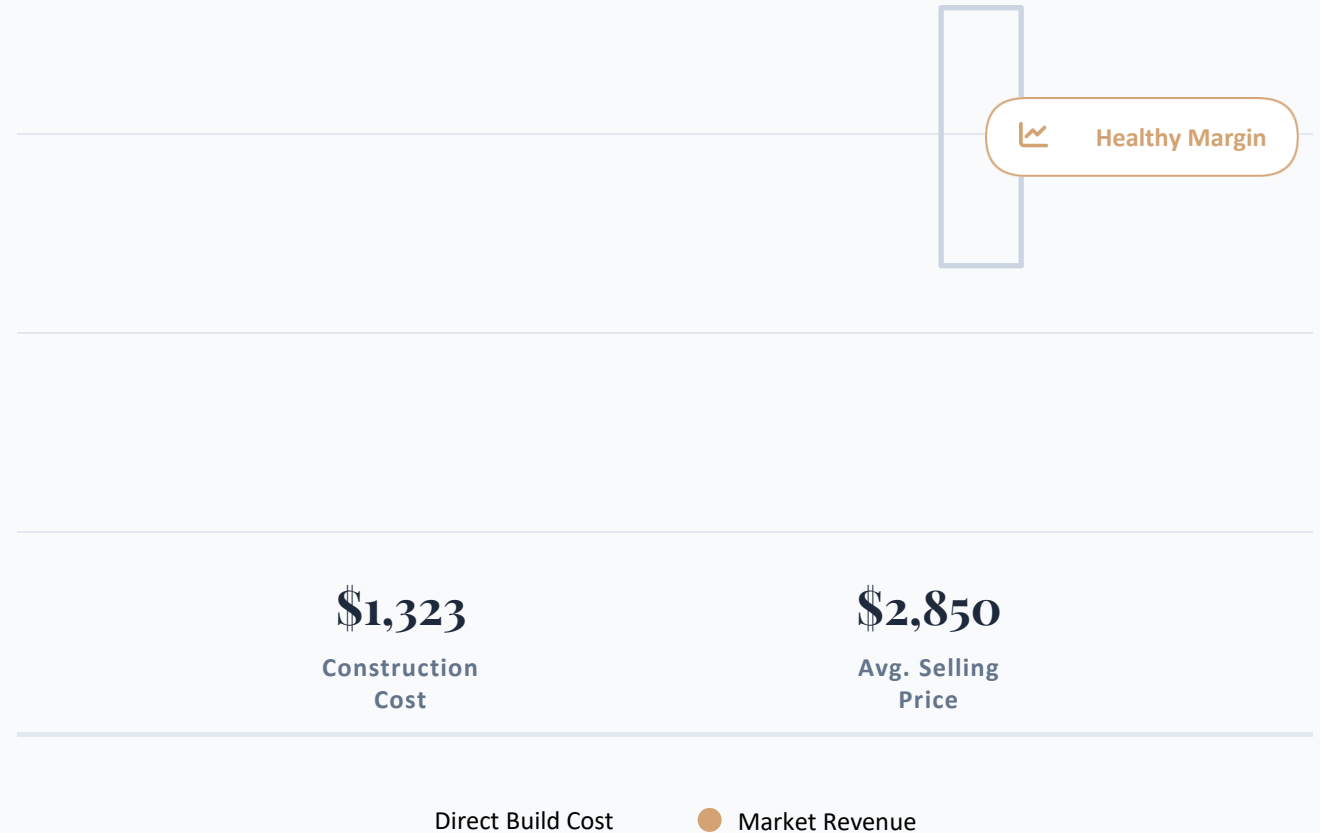 Healthy Margin
$1,323
Construction
Cost
$2,850
Avg. Selling
Price
Direct Build Cost
Market Revenue